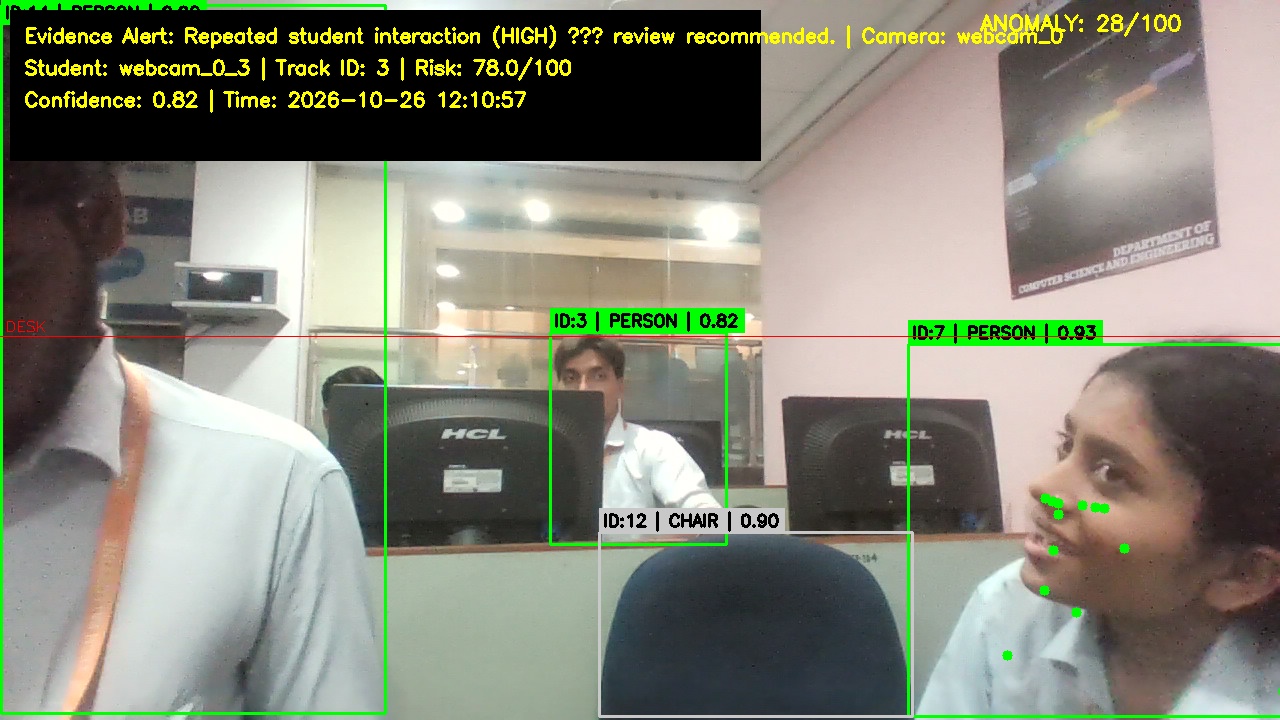 Evidence Alert: Repeated student interaction (HIGH) ??? review recommended. | Camera: webcam_0
ANOMALY: 28/100
Student: webcam_0_3 | Track ID: 3 | Risk: 78.0/100
Confidence: 0.82 | Time: 2026-10-26 12:10:57
AB
DEPARTMENT OF
COMPUTER SCIENCE AND ENGINEERING
DESK
ID:3 | PERSON | 0.82
ID:7 | PERSON | 0.93
HCL
HCL
ID:12 | CHAIR | 0.90